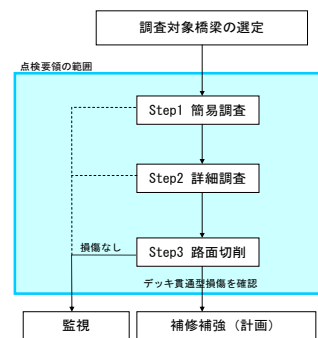 調査対象橋梁の選定
点検要領の範囲
Step1 簡易調査
Step2 詳細調査
損傷なし
Step3 路面切削
デッキ貫通型損傷を確認
監視
補修補強（計画）